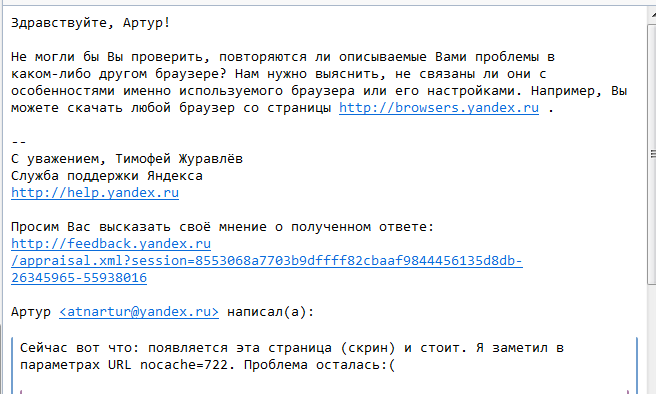 Здравствуйте, Артур!
Не могли бы Вы проверить, повторяются ли описываемые Вами проблемы в
каком-либо другом браузере? Нам нужно выяснить, не связаны ли они с
особенностями именно используемого браузера или его настройками. Например, Вы
можете скачать любой браузер со страницы http://browsers.yandex.ru .
--
С уважением, Тимофей Журавлёв
Служба поддержки Яндекса
http://help.yandex.ru
Просим Вас высказать своё мнение о полученном ответе:
http://feedback.yandex.ru
/appraisal.xml?session=8553068a7703b9dffff82cbaaf9844456135d8db-
26345965-55938016
Артур <atnartur@yandex.ru> написал(а):
Сейчас вот что: появляется эта страница (скрин) и стоит. Я заметил в
параметрах URL nocache=722. Проблема осталась:(